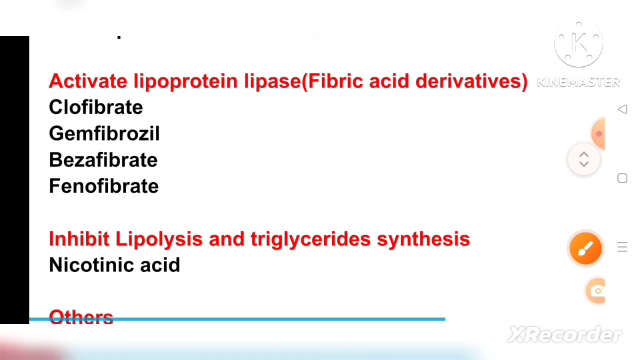 KINEMASTER
Activate lipoprotein lipase(Fibric acid derivatives)
Clofibrate
Gemfibrozil
Bezafibrate
Fenofibrate
Inhibit Lipolysis and triglycerides synthesis
Nicotinic acid
Others
XRecorder